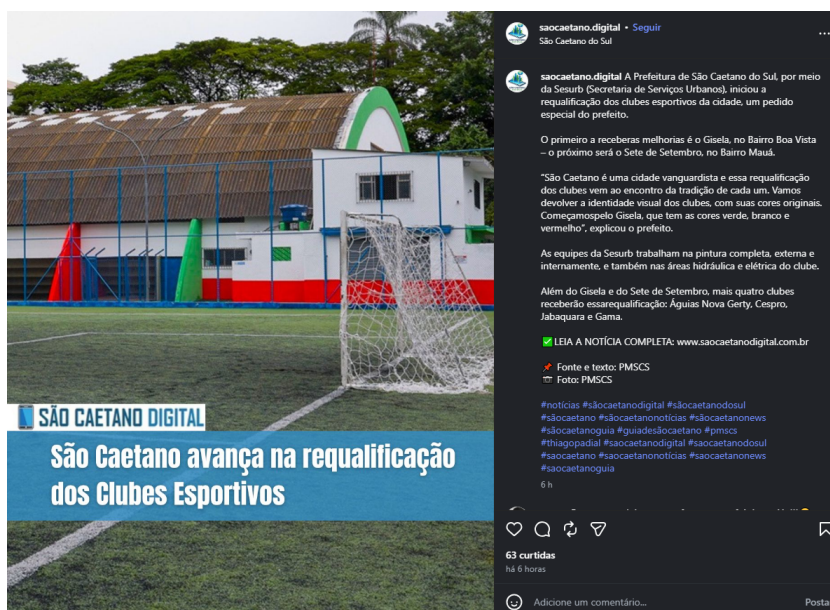 SÃO CAETANO DIGITAL
São Caetano avança na requalificação
dos Clubes Esportivos
saocaetano.digital • Seguir
São Caetano do Sul
saocaetano.digital A Prefeitura de São Caetano do Sul, por meio
da Sesurb (Secretaria de Serviços Urbanos), iniciou a
requalificação dos clubes esportivos da cidade, um pedido
especial do prefeito.
O primeiro a receberas melhorias é o Gisela, no Bairro Boa Vista
– o próximo será o Sete de Setembro, no Bairro Mauá.
“São Caetano é uma cidade vanguardista e essa requalificação
dos clubes vem ao encontro da tradição de cada um. Vamos
devolver a identidade visual dos clubes, com suas cores originais.
Começamospelo Gisela, que tem as cores verde, branco e
vermelho”, explicou o prefeito.
As equipes da Sesurb trabalham na pintura completa, externa e
internamente, e também nas áreas hidráulica e elétrica do clube.
Além do Gisela e do Sete de Setembro, mais quatro clubes
receberão essarequalificação: Águias Nova Gerty, Cespro,
Jabaquara e Gama.
✅ LEIA A NOTÍCIA COMPLETA: www.saocaetanodigital.com.br
📌 Fonte e texto: PMSCS
📷 Foto: PMSCS
#notícias #sãocaetanodigital #sãocaetanodosul
#sãocaetano #sãocaetanonotícias #sãocaetanonews
#sãocaetanoguia #guiadesãocaetano #pmscs
#thiagopadial #saocaetanodigital #saocaetanodosul
#saocaetano #saocaetanonotícias #saocaetanonews
#saocaetanoguia
6 h
63 curtidas
há 6 horas
Adicione um comentário...
Posta